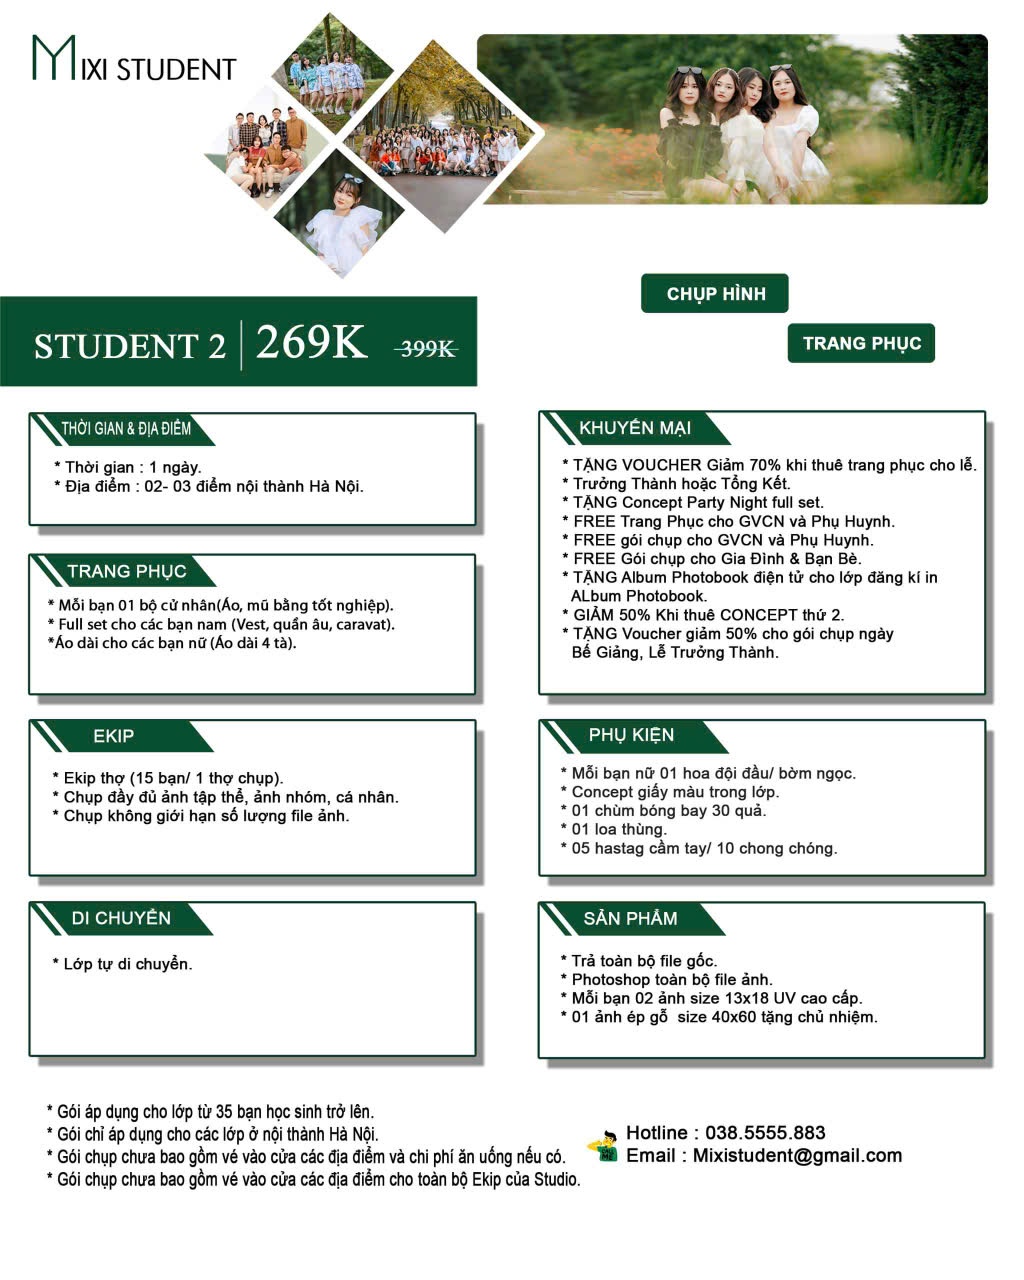 MIXI STUDENT
CHỤP HÌNH
TRANG PHỤC
STUDENT 2 | 269K 399K
THỜI GIAN & ĐỊA ĐIỂM
* Thời gian : 1 ngày.
* Địa điểm : 02- 03 điểm nội thành Hà Nội.
TRANG PHỤC
* Mỗi bạn 01 bộ cử nhân(Áo, mũ bằng tốt nghiệp).
* Full set cho các bạn nam (Vest, quần âu, caravat).
*Áo dài cho các bạn nữ (Áo dài 4 tà).
EKIP
* Ekip thợ (15 bạn/ 1 thợ chụp).
* Chụp đầy đủ ảnh tập thể, ảnh nhóm, cá nhân.
* Chụp không giới hạn số lượng file ảnh.
DI CHUYỂN
* Lớp tự di chuyển.
KHUYẾN MẠI
* TẶNG VOUCHER Giảm 70% khi thuê trang phục cho lễ.
* Trưởng Thành hoặc Tổng Kết.
* TẶNG Concept Party Night full set.
* FREE Trang Phục cho GVCN và Phụ Huynh.
* FREE gói chụp cho GVCN và Phụ Huynh.
* FREE Gói chụp cho Gia Đình & Bạn Bè.
* TẶNG Album Photobook điện tử cho lớp đăng kí in
ALbum Photobook.
* GIẢM 50% Khi thuê CONCEPT thứ 2.
* TẶNG Voucher giảm 50% cho gói chụp ngày
Bế Giảng, Lễ Trưởng Thành.
PHỤ KIỆN
* Mỗi bạn nữ 01 hoa đội đầu/ bờm ngọc.
* Concept giấy màu trong lớp.
* 01 chùm bóng bay 30 quả.
* 01 loa thùng.
* 05 hastag cầm tay/ 10 chong chóng.
SẢN PHẨM
* Trả toàn bộ file gốc.
* Photoshop toàn bộ file ảnh.
* Mỗi bạn 02 ảnh size 13x18 UV cao cấp.
* 01 ảnh ép gỗ size 40x60 tặng chủ nhiệm.
* Gói áp dụng cho lớp từ 35 bạn học sinh trở lên.
* Gói chỉ áp dụng cho các lớp ở nội thành Hà Nội.
* Gói chụp chưa bao gồm vé vào cửa các địa điểm và chi phí ăn uống nếu có.
* Gói chụp chưa bao gồm vé vào cửa các địa điểm cho toàn bộ Ekip của Studio.
Hotline : 038.5555.883
Email : Mixistudent@gmail.com